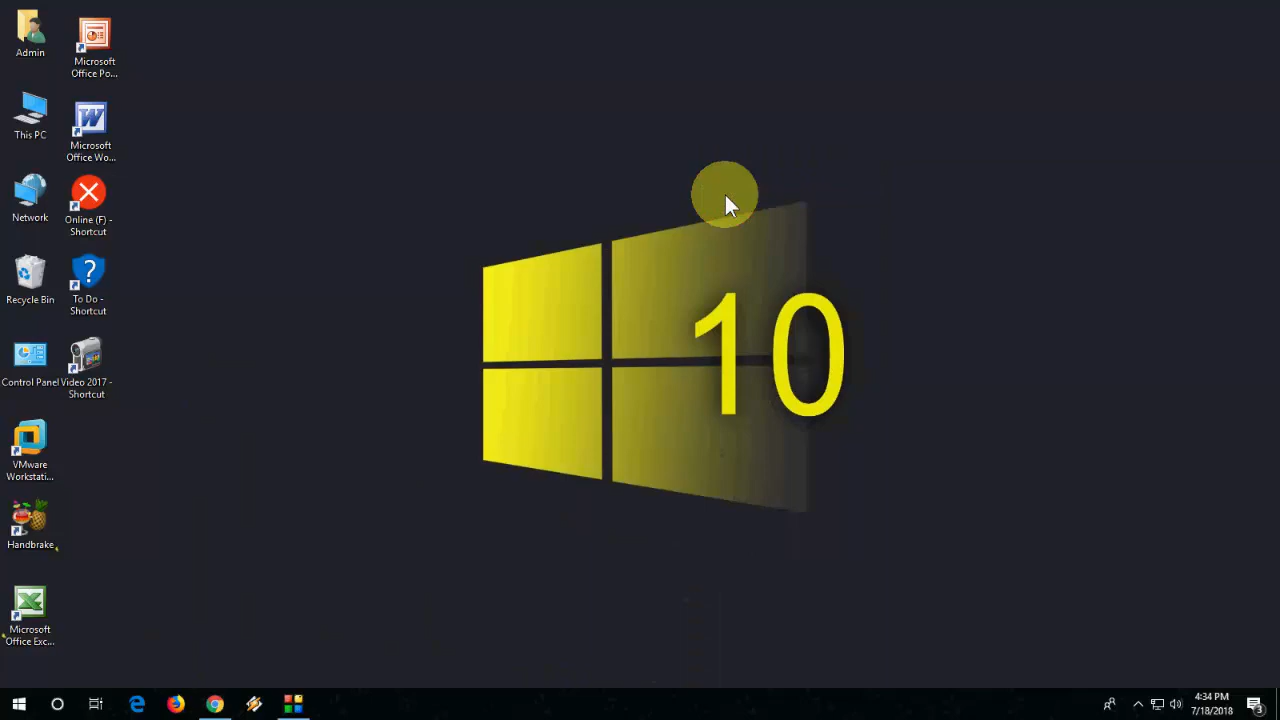 Admin
Microsoft
Office Po...
This PC
Microsoft
Office Wo...
Network
Online (F) -
Shortcut
Recycle Bin
To Do -
Shortcut
Control Panel
Video 2017 -
Shortcut
VMware
Workstati...
Handbrake
Microsoft
Office Exc...
10
4:34 PM
7/18/2018
3